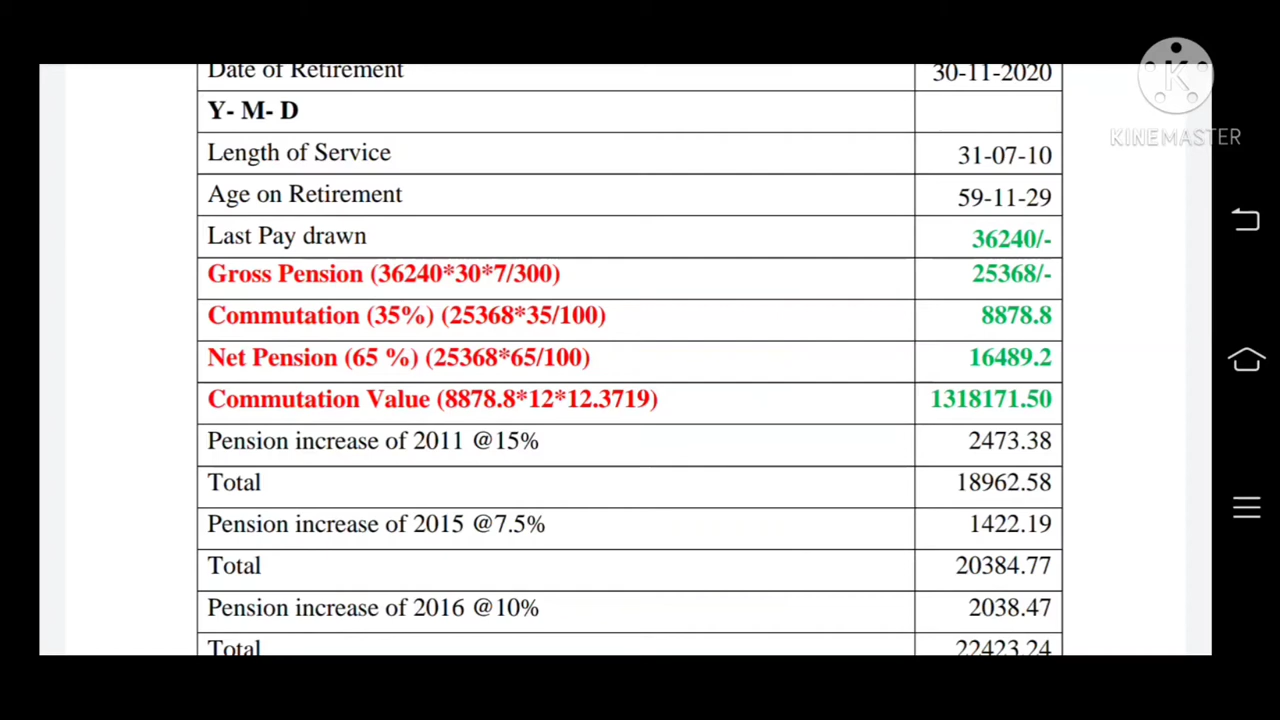 Date of Retirement 30-11-2020
Y- M- D
Length of Service 31-07-10
Age on Retirement 59-11-29
Last Pay drawn 36240/-
Gross Pension (36240*30*7/300) 25368/-
Commutation (35%) (25368*35/100) 8878.8
Net Pension (65 %) (25368*65/100) 16489.2
Commutation Value (8878.8*12*12.3719) 1318171.50
Pension increase of 2011 @15% 2473.38
Total 18962.58
Pension increase of 2015 @7.5% 1422.19
Total 20384.77
Pension increase of 2016 @10% 2038.47
Total 22423.24
K
KINEMASTER